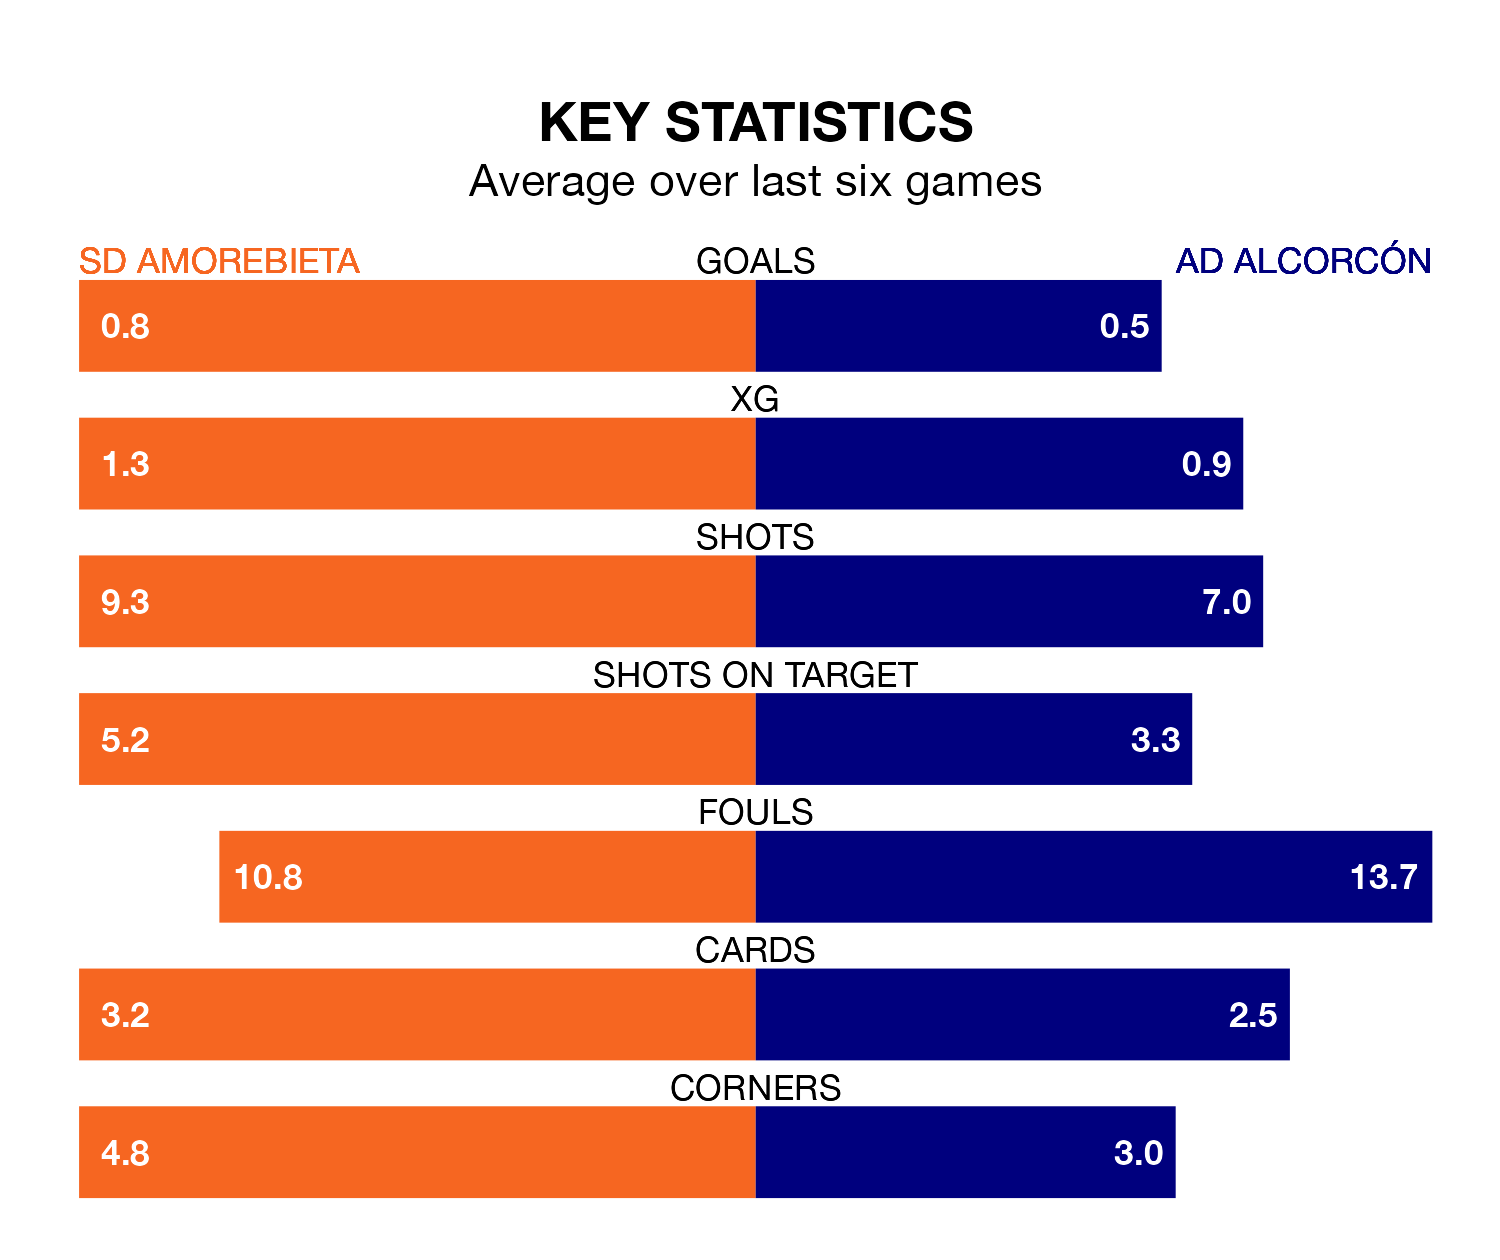 KEY STATISTICS
Average over last six games
SD AMOREBIETA GOALS AD ALCORCÓN
0.8 0.5
XG
1.3 0.9
SHOTS
9.3 7.0
SHOTS ON TARGET
5.2 3.3
FOULS
10.8 13.7
CARDS
3.2 2.5
CORNERS
4.8 3.0